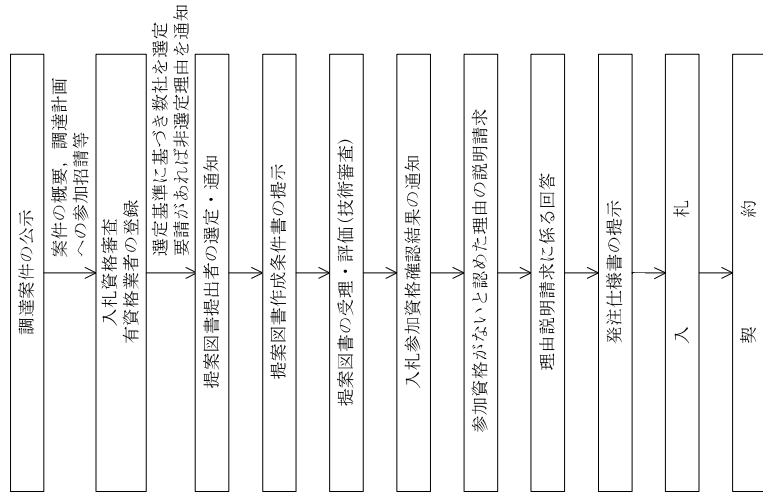 調達案件の公示
案件の概要，調達計画
への参加招請等
入札資格審査
有資格業者の登録
選定基準に基づき数社を選定
要請があれば非選定理由を通知
提案図書提出者の選定・通知
提案図書作成条件書の提示
提案図書の受理・評価(技術審査)
入札参加資格確認結果の通知
参加資格がないと認めた理由の説明請求
理由説明請求に係る回答
発注仕様書の提示
入　　札
契　　約